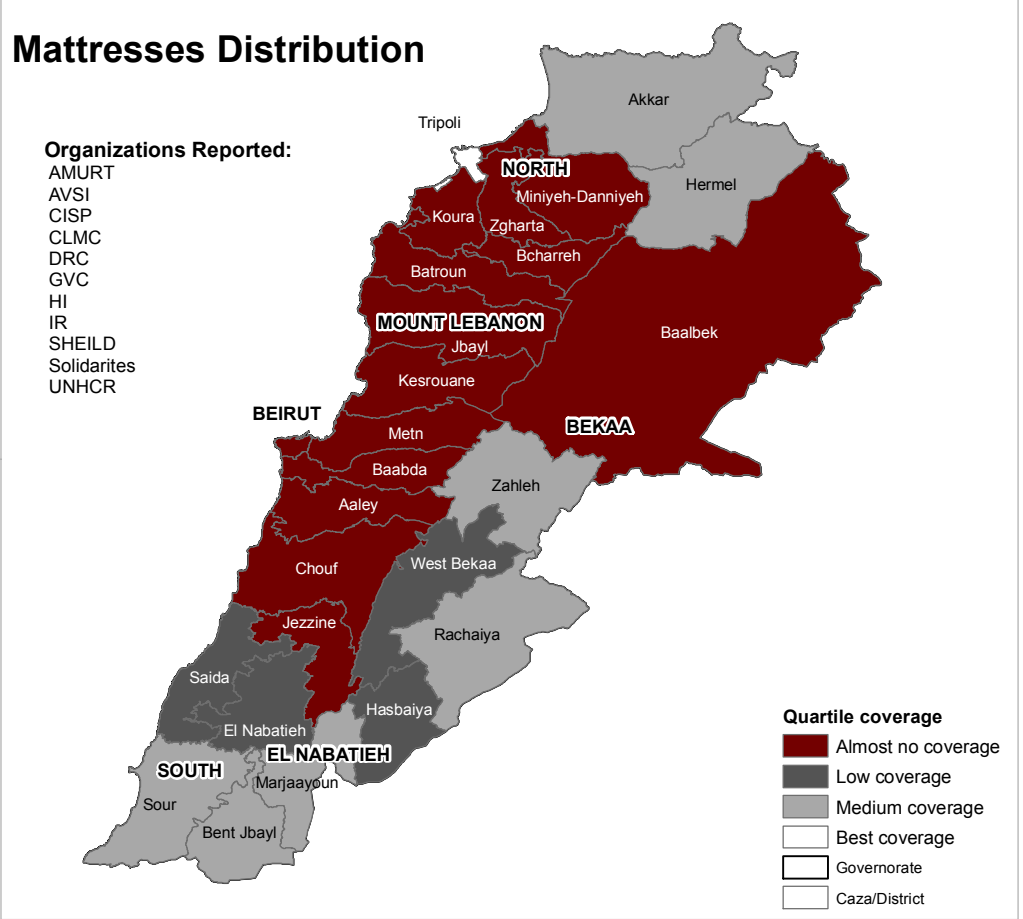 Mattresses Distribution
Organizations Reported:
AMURT
AVSI
CISP
CLMC
DRC
GVC
HI
IR
SHEILD
Solidarites
UNHCR
Akkar
Tripoli
NORTH
Hermel
Miniyeh-Danniyeh
Koura
Zgharta
Bcharreh
Batroun
MOUNT LEBANON
Baalbek
Jbayl
Kesrouane
BEIRUT
BEKAA
Metn
Baabda
Zahleh
Aaley
West Bekaa
Chouf
Jezzine
Rachaiya
Saida
Hasbaiya
El Nabatieh
EL NABATIEH
SOUTH
Marjaayoun
Sour
Bent Jbayl
Quartile coverage
Almost no coverage
Low coverage
Medium coverage
Best coverage
Governorate
Caza/District